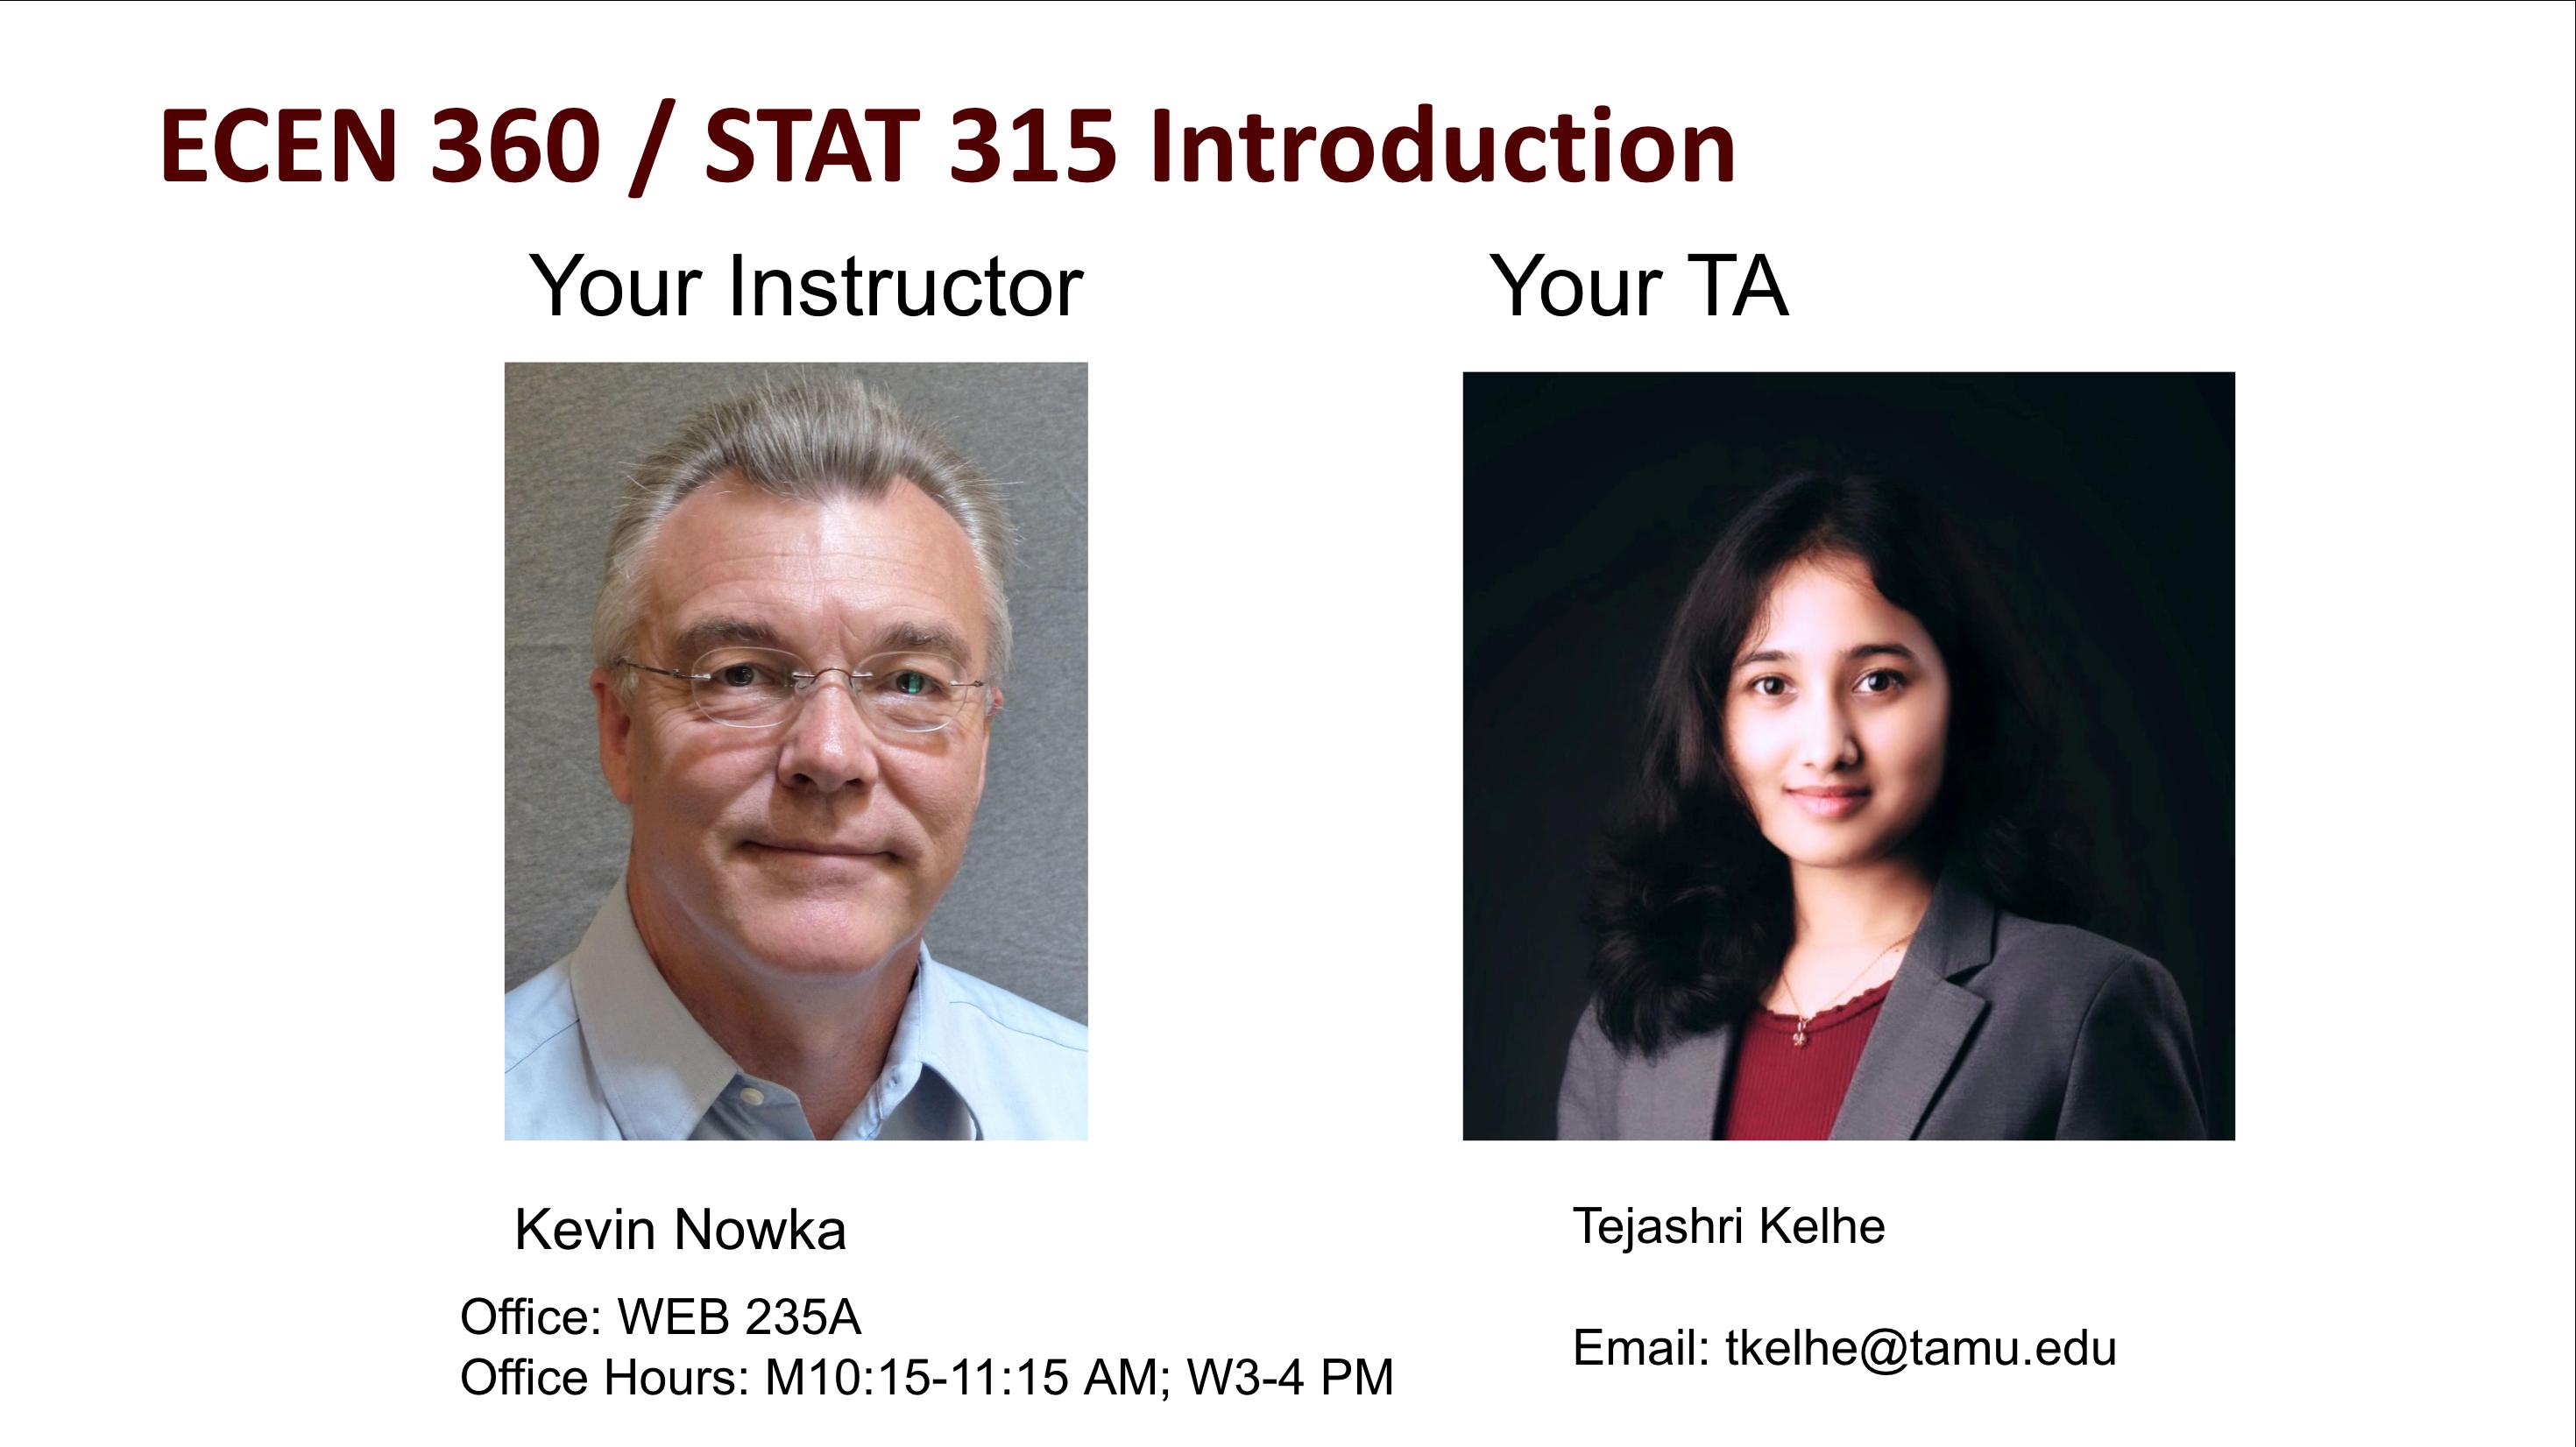 ECEN 360 / STAT 315 Introduction
Your Instructor
Your TA
Kevin Nowka
Office: WEB 235A
Office Hours: M10:15-11:15 AM; W3-4 PM
Tejashri Kelhe
Email: tkelhe@tamu.edu